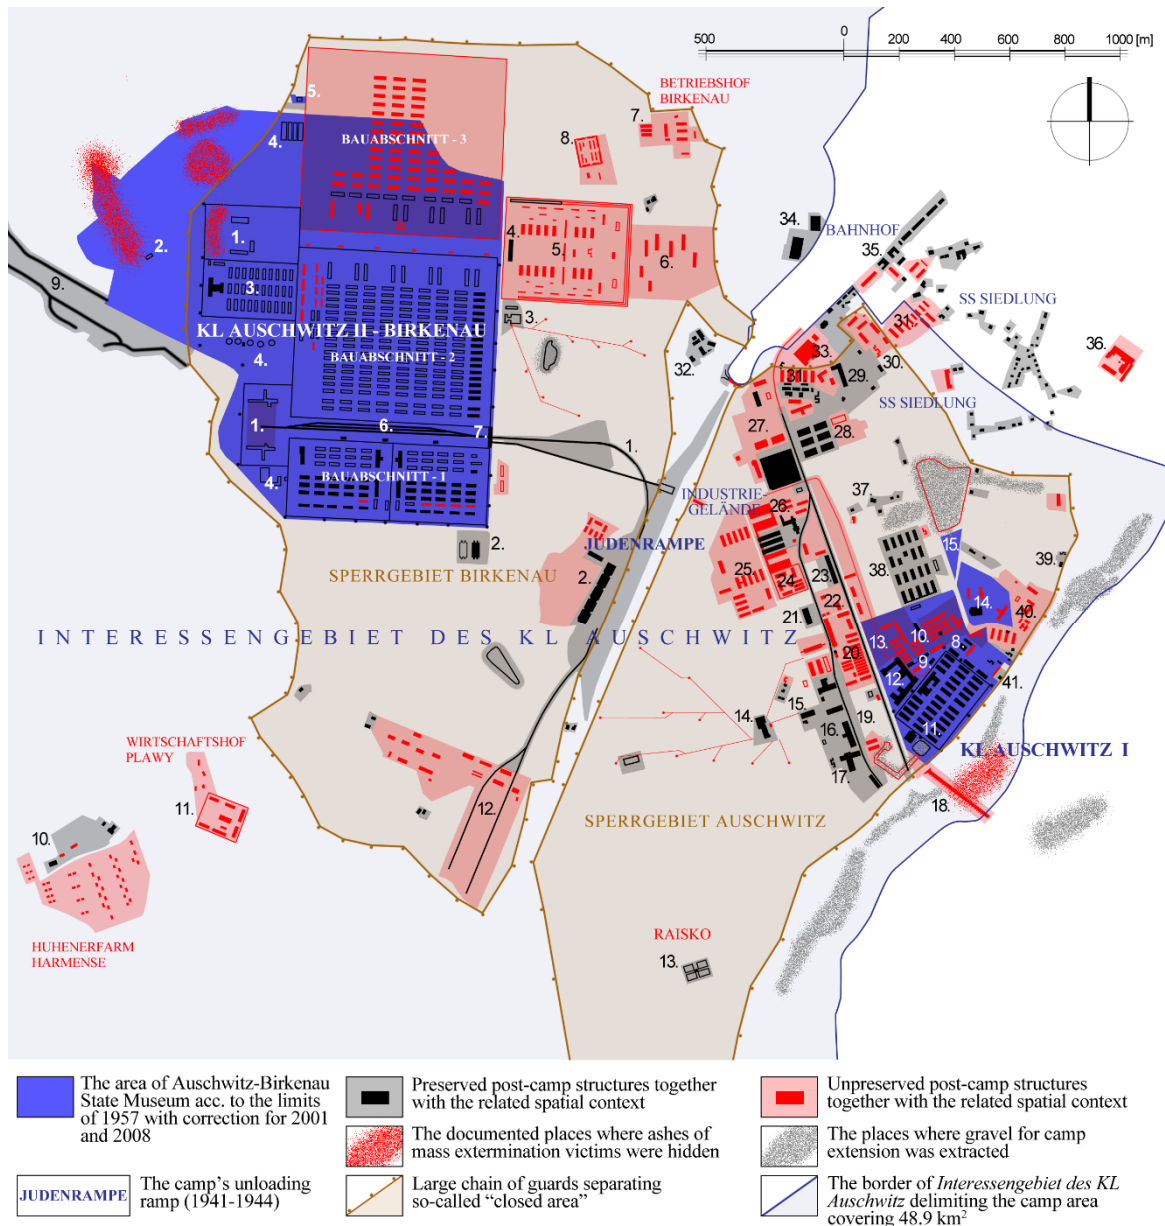 500
0
200
400
600
800
1000 [m]
BETRIEBSHOF
BIRKENAU
5.
7.
8.
4.
BAUABSCHNITT - 3
34.
BAHNHOF
35.
1.
2.
4.
5.
6.
9.
3.
SS SIEDLUNG
KL AUSCHWITZ II - BIRKENAU
3.
31.
36.
BAUABSCHNITT - 2
4.
32.
33.
30.
31.
29.
SS SIEDLUNG
1.
6.
7.
27.
28.
1.
BAUABSCHNITT - 1
4.
INDUSTRIE-
GELÄNDE
37.
26.
2.
JUDENRAMPE
15.
39.
SPERRGEBIET BIRKENAU
2.
25.
24.
23.
38.
14.
21.
22.
40.
INTERESSENGEBIET DES KL AUSCHWITZ
13.
10.
8.
20.
9.
12.
41.
14.
15.
19.
16.
11.
WIRTSCHAFTSHOF
PLAWY
KL AUSCHWITZ I
17.
11.
12.
18.
SPERRGEBIET AUSCHWITZ
10.
RAISKO
HUHENERFARM
HARMENSE
13.
The area of Auschwitz-Birkenau
State Museum acc. to the limits
of 1957 with correction for 2001
and 2008
Preserved post-camp structures together
with the related spatial context
Unpreserved post-camp structures
together with the related spatial context
The documented places where ashes of
mass extermination victims were hidden
The places where gravel for camp
extension was extracted
JUDENRAMPE
The camp's unloading
ramp (1941-1944)
Large chain of guards separating
so-called “closed area”
The border of Interessengebiet des KL
Auschwitz delimiting the camp area
covering 48.9 km²